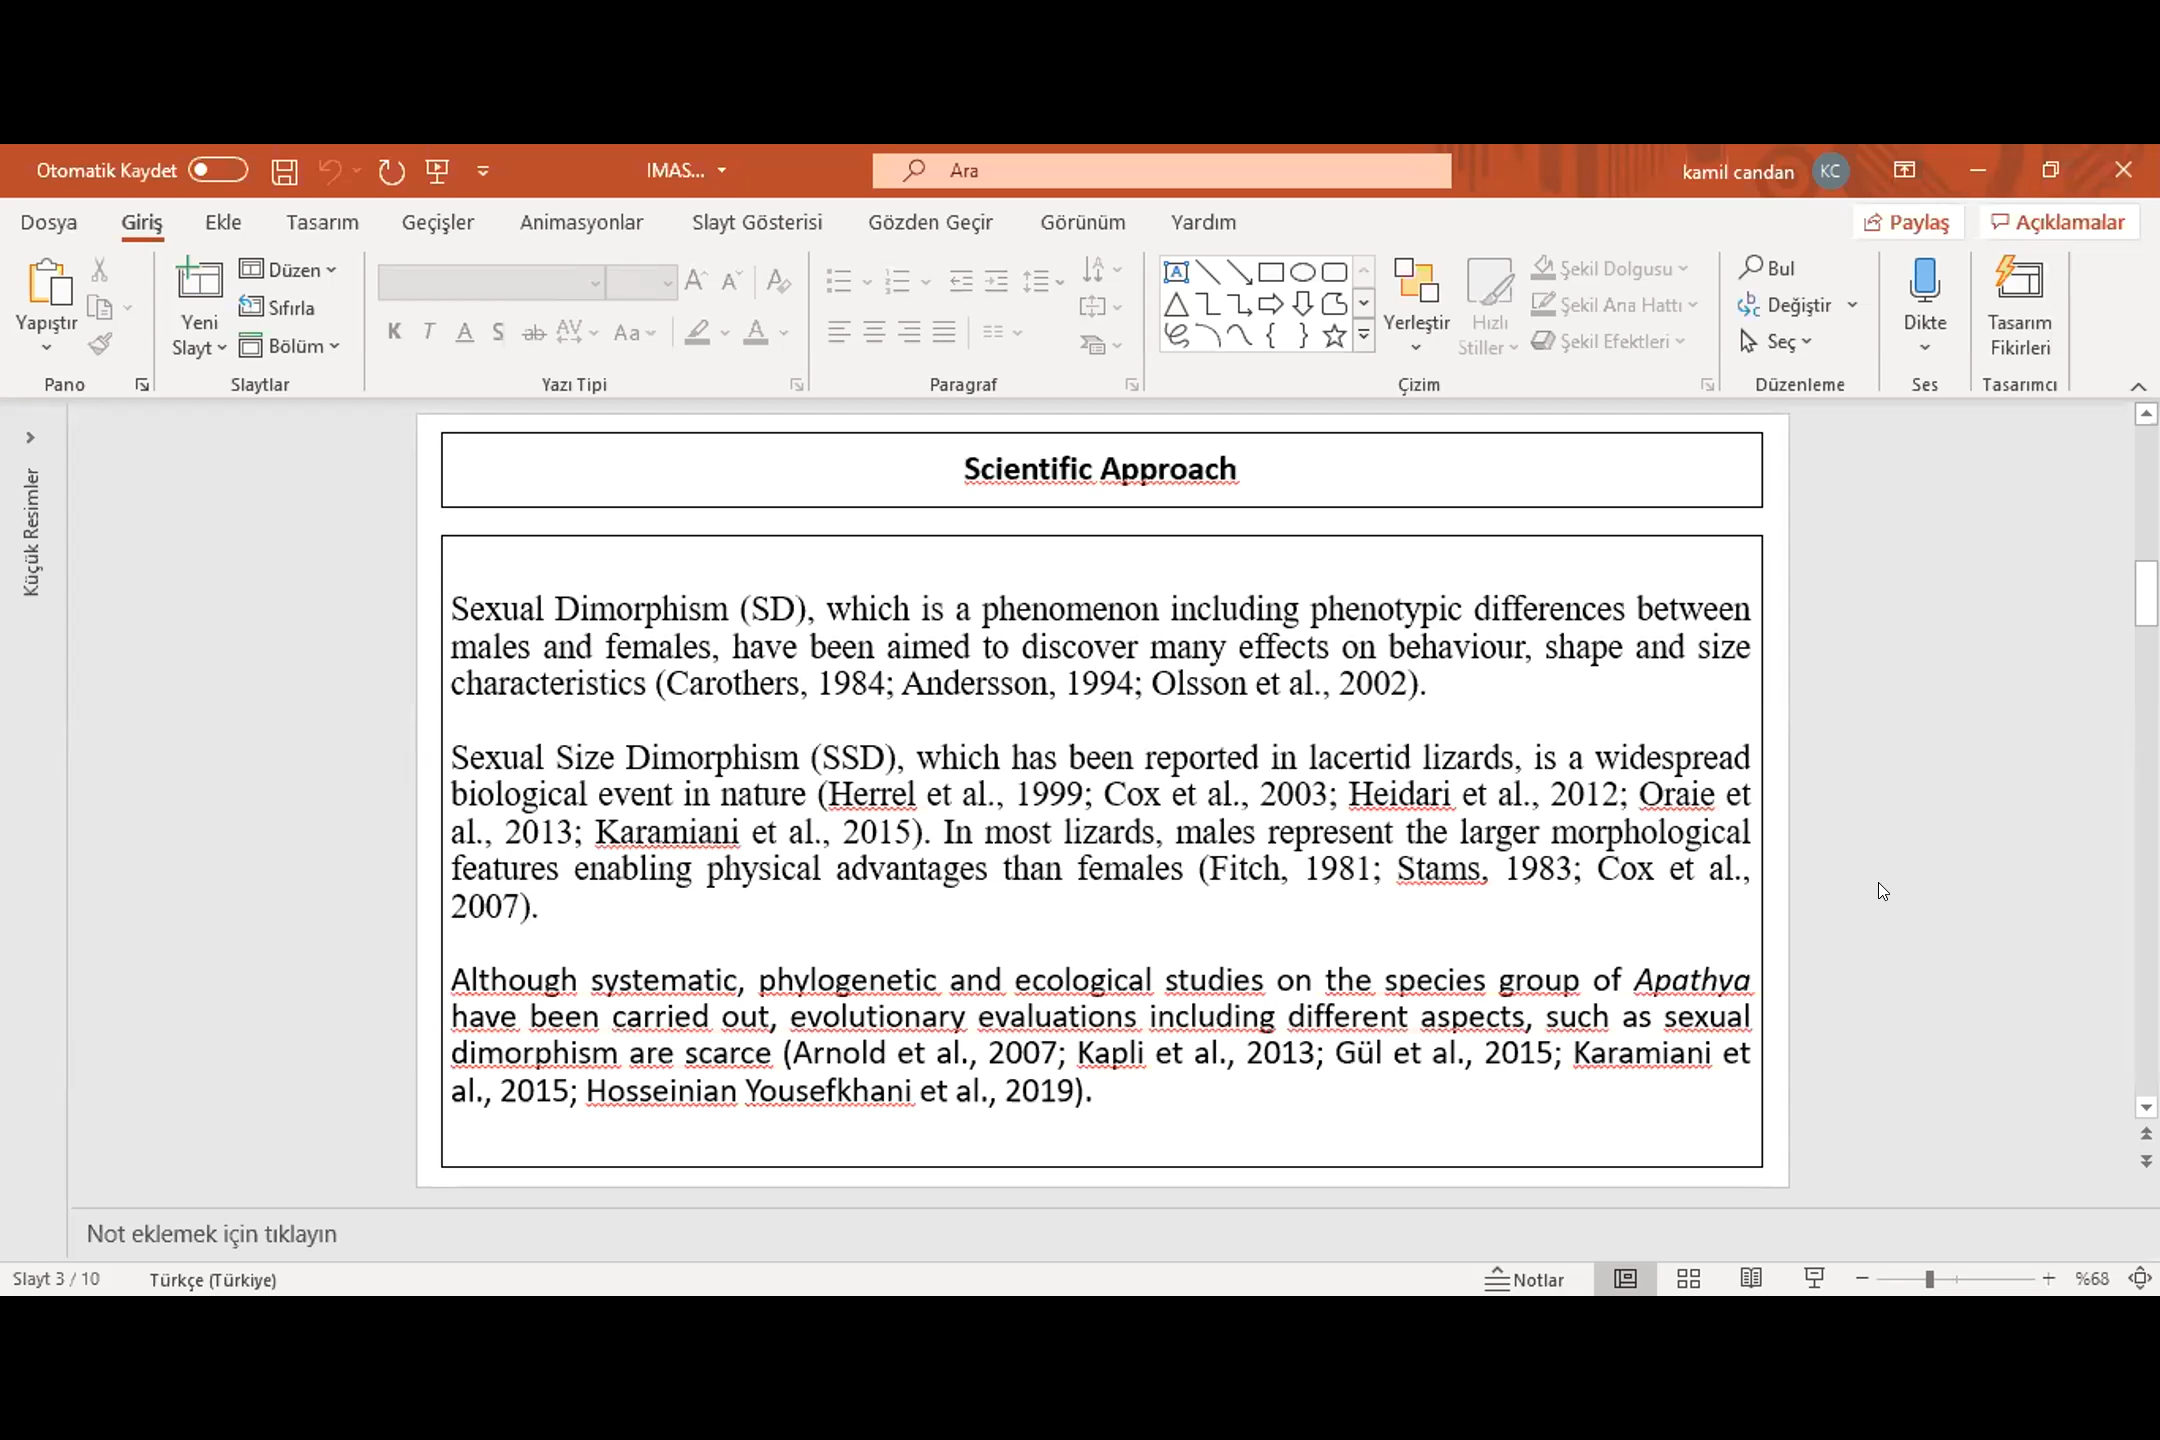 Otomatik Kaydet
IMAS...
Ara
kamil candan KC
Dosya Giriş Ekle Tasarım Geçişler Animasyonlar Slayt Gösterisi Gözden Geçir Görünüm Yardım Paylaş Açıklamalar
Yapıştır
Yeni Slayt
Düzen
Sıfırla
Bölüm
K T A S ab AV Aa A
Yerleştir
Hızlı Stiller
Şekil Dolgusu
Şekil Ana Hattı
Şekil Efektleri
Bul
Değiştir
Seç
Dikte
Tasarım Fikirleri
Pano Slaytlar Yazı Tipi Paragraf Çizim Düzenleme Ses Tasarımcı
Küçük Resimler
Scientific Approach
Sexual Dimorphism (SD), which is a phenomenon including phenotypic differences between
males and females, have been aimed to discover many effects on behaviour, shape and size
characteristics (Carothers, 1984; Andersson, 1994; Olsson et al., 2002).
Sexual Size Dimorphism (SSD), which has been reported in lacertid lizards, is a widespread
biological event in nature (Herrel et al., 1999; Cox et al., 2003; Heidari et al., 2012; Oraie et
al., 2013; Karamiani et al., 2015). In most lizards, males represent the larger morphological
features enabling physical advantages than females (Fitch, 1981; Stams, 1983; Cox et al.,
2007).
Although systematic, phylogenetic and ecological studies on the species group of Apathya
have been carried out, evolutionary evaluations including different aspects, such as sexual
dimorphism are scarce (Arnold et al., 2007; Kapli et al., 2013; Gül et al., 2015; Karamiani et
al., 2015; Hosseinian Yousefkhani et al., 2019).
Not eklemek için tıklayın
Slayt 3 / 10 Türkçe (Türkiye) Notlar %68